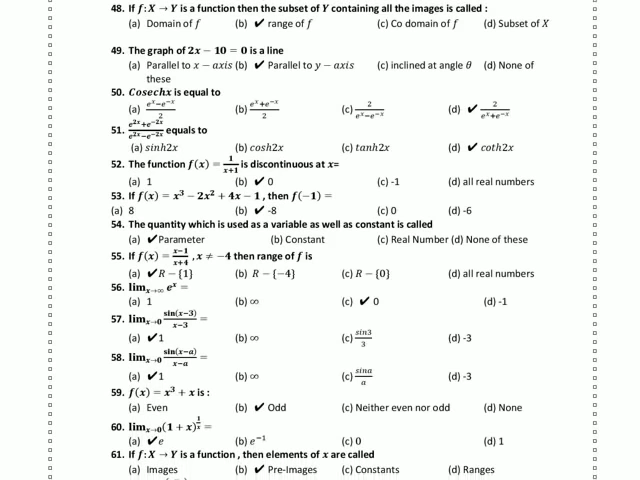 48. If f: X → Y is a function then the subset of Y containing all the images is called :
(a) Domain of f (b) ✔ range of f (c) Co domain of f (d) Subset of X
49. The graph of 2x − 10 = 0 is a line
(a) Parallel to x − axis (b) ✔ Parallel to y − axis (c) inclined at angle θ (d) None of
these
50. Cosechx is equal to
(a) (e^x−e^−x)/2 (b) (e^x+e^−x)/2 (c) 2/(e^x−e^−x) (d) ✔ 2/(e^x+e^−x)
51. (e^2x+e^−2x)/(e^2x−e^−2x) equals to
(a) sinh2x (b) cosh2x (c) tanh2x (d) ✔ coth2x
52. The function f(x) = 1/(x+1) is discontinuous at x=
(a) 1 (b) ✔ 0 (c) -1 (d) all real numbers
53. If f(x) = x³ − 2x² + 4x − 1 , then f(−1) =
(a) 8 (b) ✔ -8 (c) 0 (d) -6
54. The quantity which is used as a variable as well as constant is called
(a) ✔Parameter (b) Constant (c) Real Number (d) None of these
55. If f(x) = (x−1)/(x+4) , x ≠ −4 then range of f is
(a) ✔R − {1} (b) R − {−4} (c) R − {0} (d) all real numbers
56. lim_x→∞ e^x =
(a) 1 (b) ∞ (c) ✔ 0 (d) -1
57. lim_x→0 sin(x−3)/(x−3) =
(a) ✔1 (b) ∞ (c) sin3/3 (d) -3
58. lim_x→0 sin(x−a)/(x−a) =
(a) ✔1 (b) ∞ (c) sina/a (d) -3
59. f(x) = x³ + x is :
(a) Even (b) ✔ Odd (c) Neither even nor odd (d) None
60. lim_x→0(1 + x)^(1/x) =
(a) ✔e (b) e^−1 (c) 0 (d) 1
61. If f: X → Y is a function , then elements of x are called
(a) Images (b) ✔ Pre-Images (c) Constants (d) Ranges